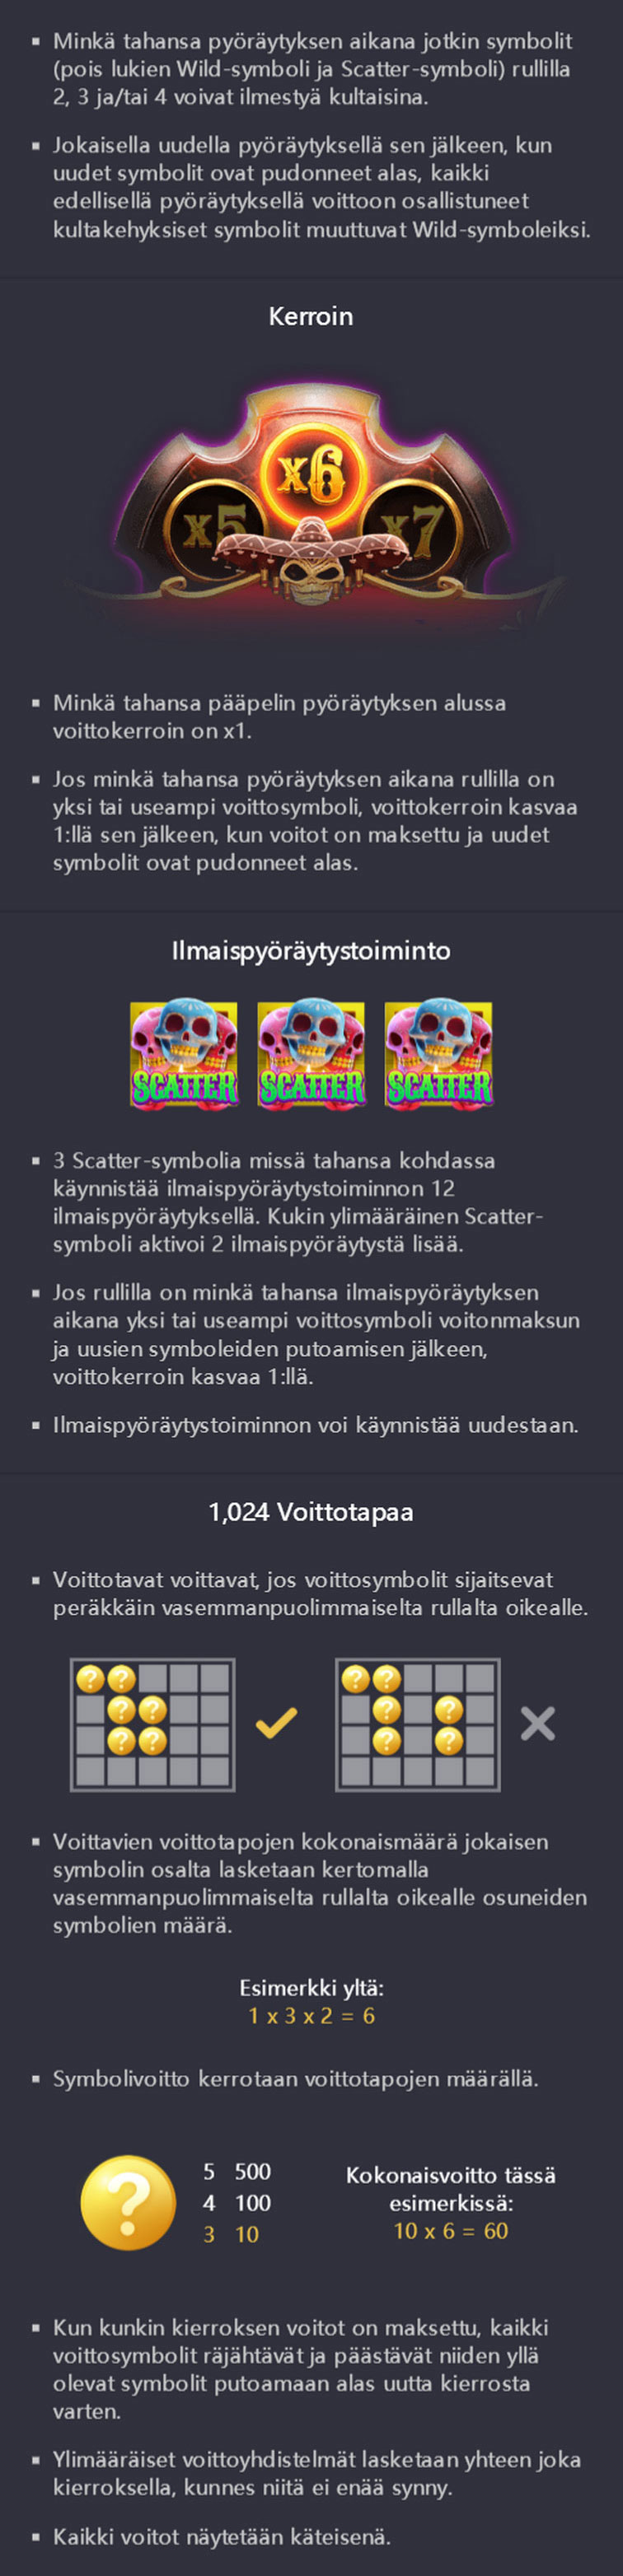 ▪ Minkä tahansa pyöräytyksen aikana jotkin symbolit
(pois lukien Wild-symboli ja Scatter-symboli) rullilla
2, 3 ja/tai 4 voivat ilmestyä kultaisina.
▪ Jokaisella uudella pyöräytyksellä sen jälkeen, kun
uudet symbolit ovat pudonneet alas, kaikki
edellisellä pyöräytyksellä voittoon osallistuneet
kultakehyksiset symbolit muuttuvat Wild-symboleiksi.
Kerroin
x5 x6 x7
▪ Minkä tahansa pääpelin pyöräytyksen alussa
voittokerroin on x1.
▪ Jos minkä tahansa pyöräytyksen aikana rullilla on
yksi tai useampi voittosymboli, voittokerroin kasvaa
1:llä sen jälkeen, kun voitot on maksettu ja uudet
symbolit ovat pudonneet alas.
Ilmaispyöräytystoiminto
SCATTER SCATTER SCATTER
▪ 3 Scatter-symbolia missä tahansa kohdassa
käynnistää ilmaispyöräytystoiminnon 12
ilmaispyöräytyksellä. Kukin ylimääräinen Scatter-
symboli aktivoi 2 ilmaispyöräytystä lisää.
▪ Jos rullilla on minkä tahansa ilmaispyöräytyksen
aikana yksi tai useampi voittosymboli voitonmaksun
ja uusien symboleiden putoamisen jälkeen,
voittokerroin kasvaa 1:llä.
▪ Ilmaispyöräytystoiminnon voi käynnistää uudestaan.
1,024 Voittotapaa
▪ Voittotavat voittavat, jos voittosymbolit sijaitsevat
peräkkäin vasemmanpuolimmaiselta rullalta oikealle.
? ? ? ?
? ? ? ?
? ? ? ?
▪ Voittavien voittotapojen kokonaismäärä jokaisen
symbolin osalta lasketaan kertomalla
vasemmanpuolimmaiselta rullalta oikealle osuneiden
symbolien määrä.
Esimerkki yltä:
1 x 3 x 2 = 6
▪ Symbolivoitto kerrotaan voittotapojen määrällä.
?
5 500
4 100
3 10
Kokonaisvoitto tässä
esimerkissä:
10 x 6 = 60
▪ Kun kunkin kierroksen voitot on maksettu, kaikki
voittosymbolit räjähtävät ja päästävät niiden yllä
olevat symbolit putoamaan alas uutta kierrosta
varten.
▪ Ylimääräiset voittoyhdistelmät lasketaan yhteen joka
kierroksella, kunnes niitä ei enää synny.
▪ Kaikki voitot näytetään käteisenä.